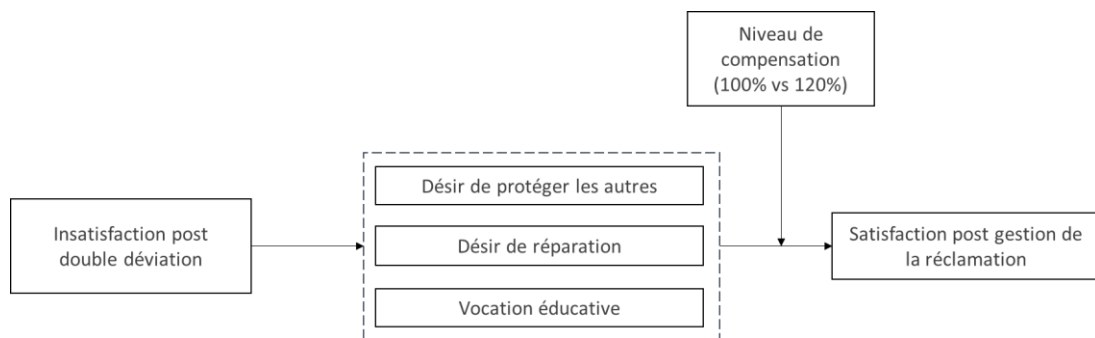 Niveau de
compensation
(100% vs 120%)
Désir de protéger les autres
Insatisfaction post
double déviation
Désir de réparation
Satisfaction post gestion de
la réclamation
Vocation éducative